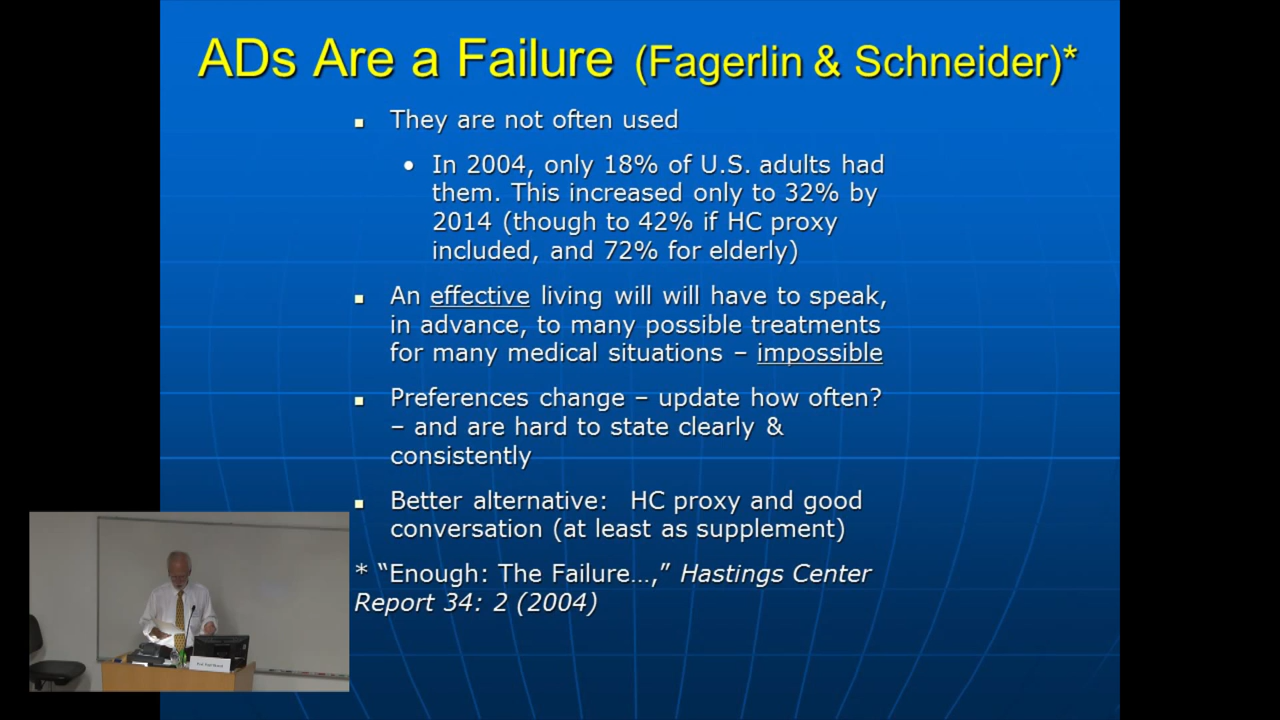 ADs Are a Failure (Fagerlin & Schneider)*
▪ They are not often used
• In 2004, only 18% of U.S. adults had
them. This increased only to 32% by
2014 (though to 42% if HC proxy
included, and 72% for elderly)
▪ An effective living will will have to speak,
in advance, to many possible treatments
for many medical situations – impossible
▪ Preferences change – update how often?
– and are hard to state clearly &
consistently
▪ Better alternative: HC proxy and good
conversation (at least as supplement)
* “Enough: The Failure…,” Hastings Center
Report 34: 2 (2004)